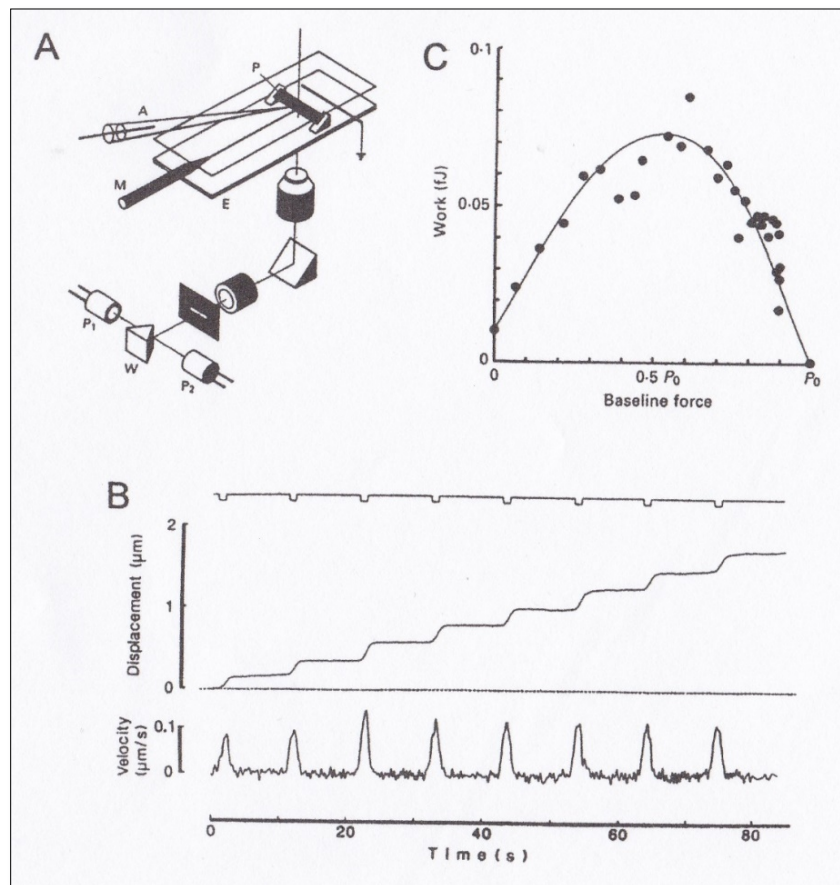 A
P
A
M
E
P₁
W
P₂
C
0·1
Work (fJ)
0·05
0
0
0·5 P₀
P₀
Baseline force
B
2
Displacement (μm)
1
0
0.1
Velocity
(μm/s)
0
0
20
40
60
80
Time(s)